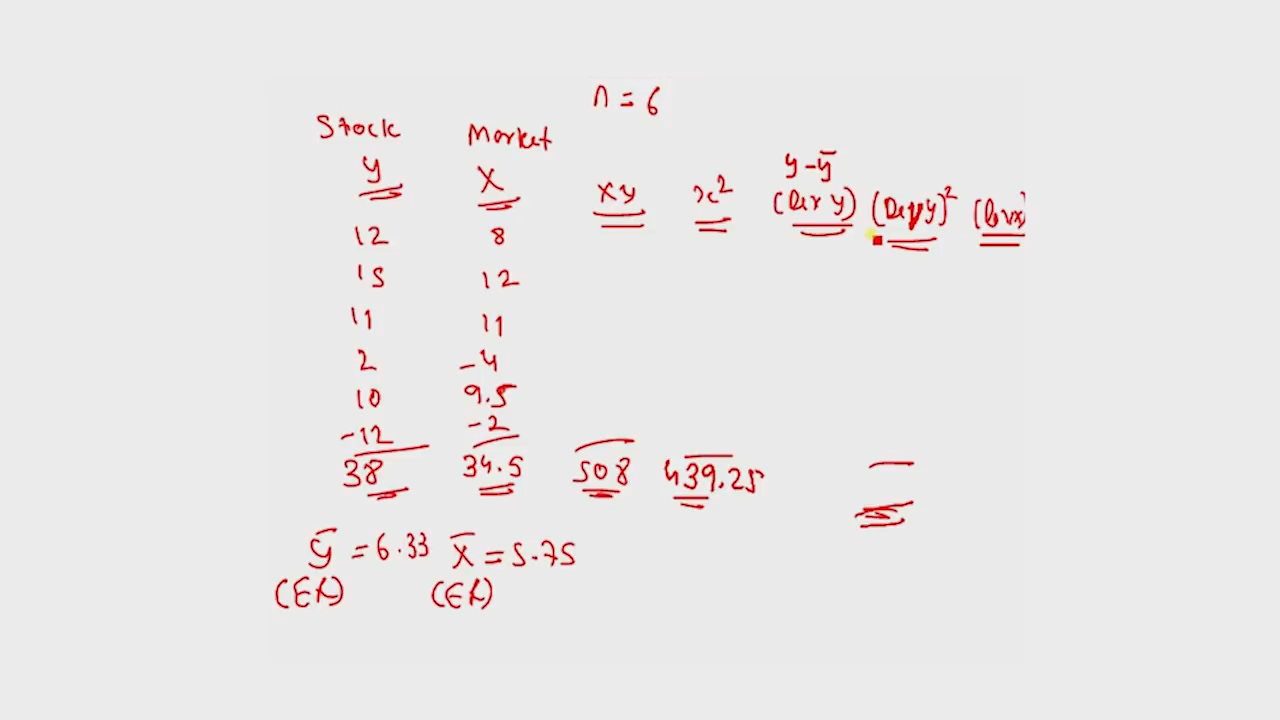 n = 6
Stock Market
y X xy x² y - ȳ (Dev y) (Dev y)² (Dev x)
12 8
15 12
11 11
2 -4
10 9.5
-12 -2
38 34.5 508 439.25
ȳ = 6.33 X̄ = 5.75
(ER) (ER)